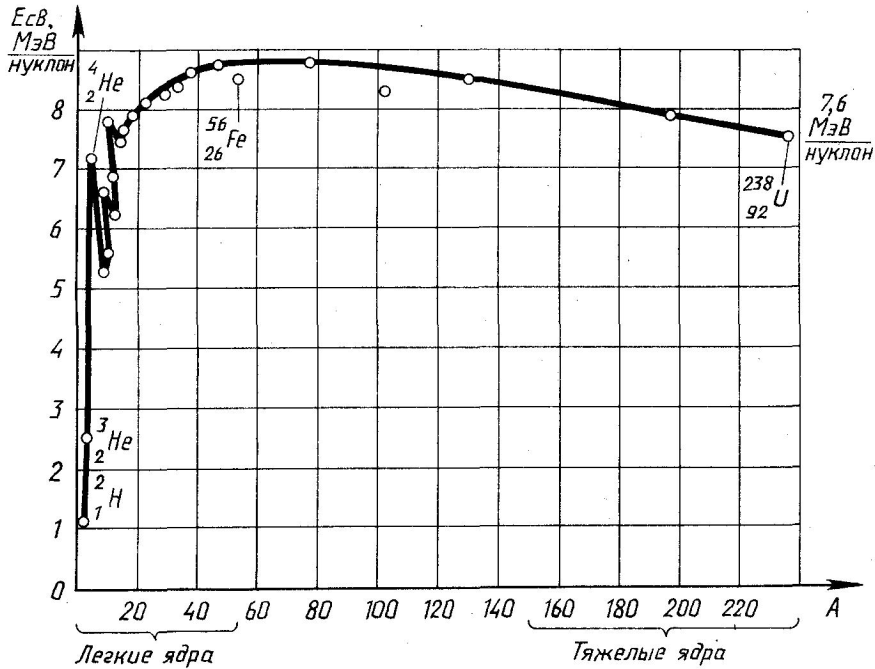 Eсв,
МэВ
нуклон
8
7
6
5
4
3
2
1
0
4
2 He
56
26 Fe
3
2 He
2
1 H
7,6
МэВ
нуклон
238
92 U
20 40 60 80 100 120 140 160 180 200 220 A
Легкие ядра
Тяжелые ядра